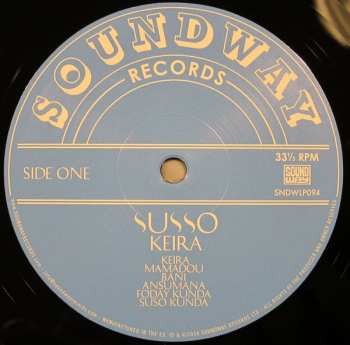 SOUNDWAY
RECORDS
SIDE ONE
33⅓ RPM
SOUND
WAY
SNDWLP094
SUSSO
KEIRA
KEIRA
MAMADOU
BANI
ANSUMANA
FODAY KUNDA
SUSO KUNDA